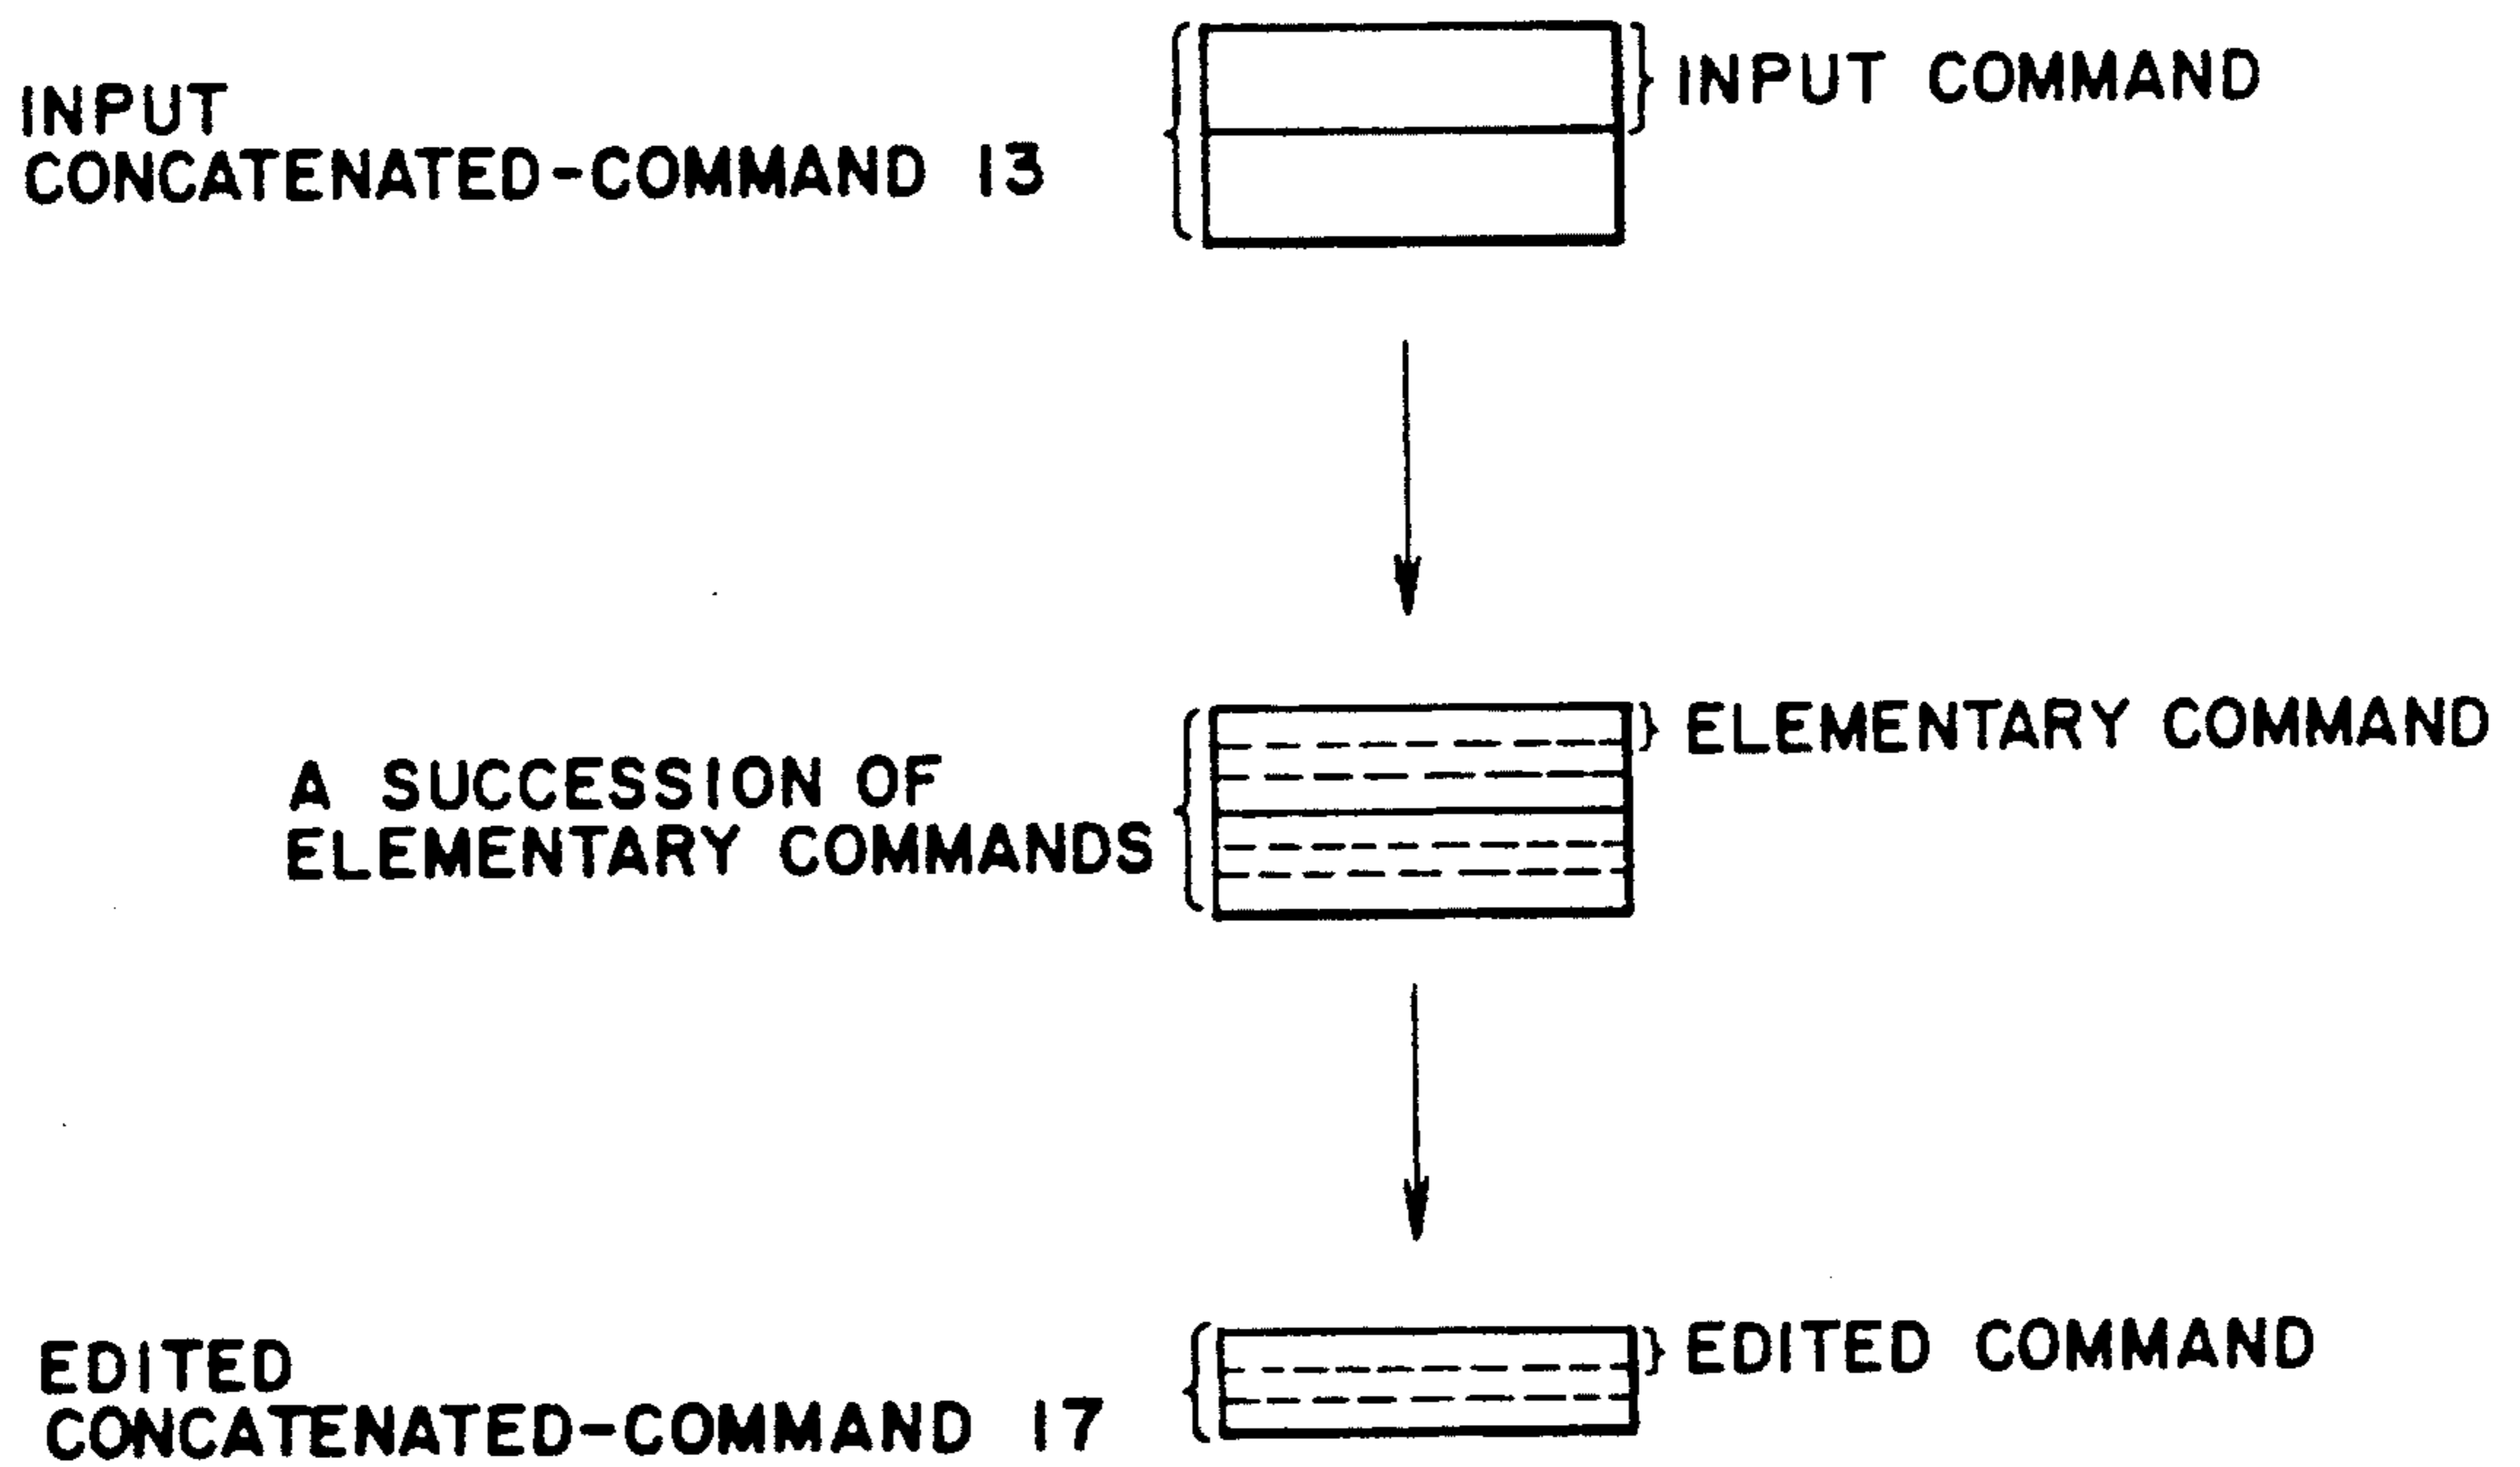 INPUT
CONCATENATED-COMMAND 13
INPUT COMMAND
A SUCCESSION OF
ELEMENTARY COMMANDS
ELEMENTARY COMMAND
EDITED
CONCATENATED-COMMAND 17
EDITED COMMAND